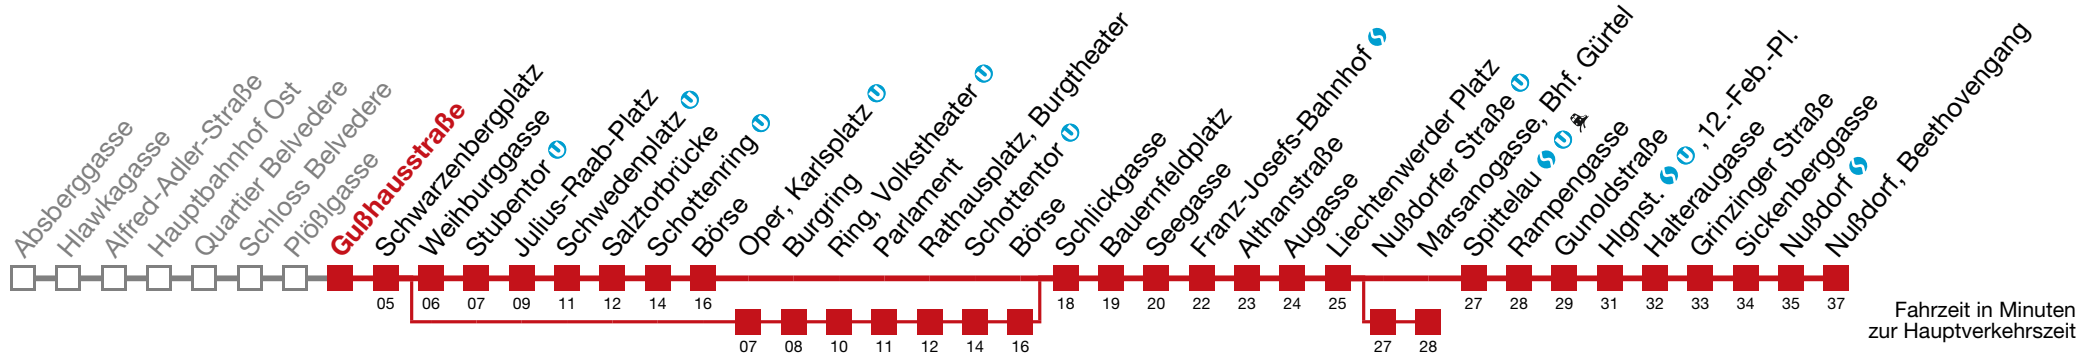 Absberggasse
Hlawkagasse
Alfred-Adler-Straße
Hauptbahnhof Ost
Quartier Belvedere
Schloss Belvedere
Plößlgasse
Gußhausstraße
Schwarzenbergplatz
Weihburggasse
Stubentor U
Julius-Raab-Platz
Schwedenplatz U
Salztorbrücke
Schottenring U
Börse
Oper, Karlsplatz U
Burgring
Ring, Volkstheater U
Parlament
Rathausplatz, Burgtheater
Schottentor U
Börse
Schlickgasse
Bauernfeldplatz
Seegasse
Franz-Josefs-Bahnhof S
Althanstraße
Augasse
Liechtenwerder Platz
Nußdorfer Straße U
Marsanogasse, Bhf. Gürtel
Spittelau S U
Rampengasse
Gunoldstraße
Hlgnst. S U , 12.-Feb.-Pl.
Halteraugasse
Grinzinger Straße
Sickenberggasse
Nußdorf S
Nußdorf, Beethovengang
05 06 07 09 11 12 14 16 18 19 20 22 23 24 25 27 28 29 31 32 33 34 35 37
07 08 10 11 12 14 16 27 28
Fahrzeit in Minuten
zur Hauptverkehrszeit